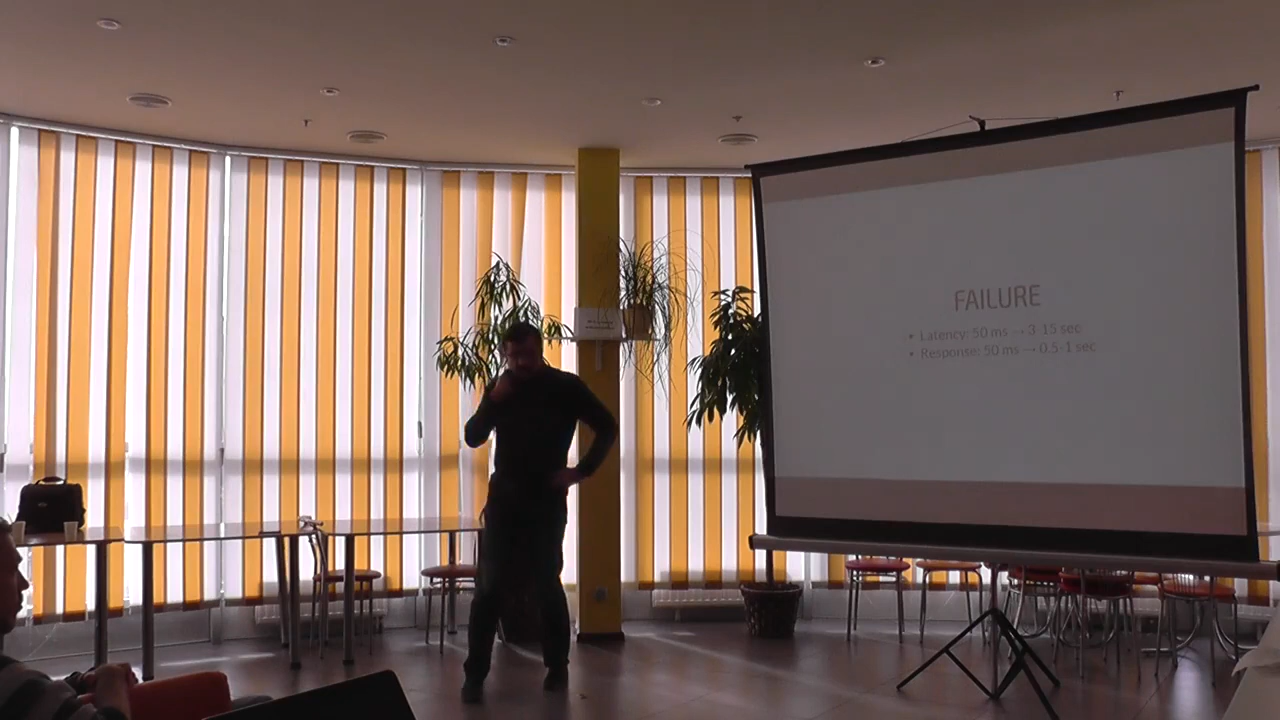 FAILURE
• Latency: 50 ms → 3-15 sec
• Response: 50 ms → 0.5-1 sec